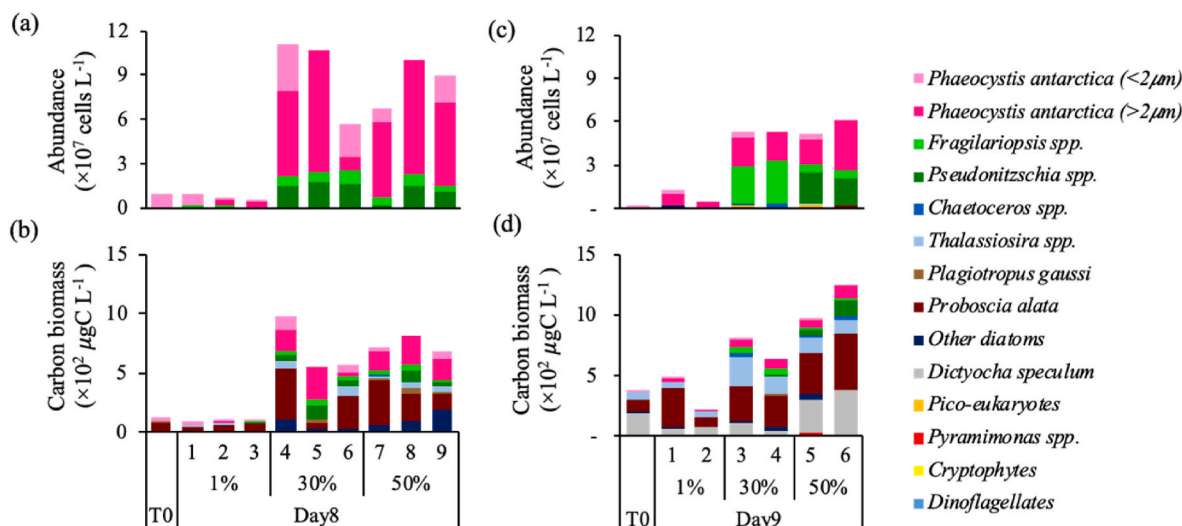 (a)
Abundance
(×10⁷ cells L⁻¹)
12
9
6
3
0
(b)
Carbon biomass
(×10² µgC L⁻¹)
15
10
5
0
1 2 3 4 5 6 7 8 9
1% 30% 50%
T0 Day8
(c)
Abundance
(×10⁷ cells L⁻¹)
12
9
6
3
-
(d)
Carbon biomass
(×10² µgC L⁻¹)
15
10
5
-
1 2 3 4 5 6
1% 30% 50%
T0 Day9
Phaeocystis antarctica (<2µm)
Phaeocystis antarctica (>2µm)
Fragilariopsis spp.
Pseudonitzschia spp.
Chaetoceros spp.
Thalassiosira spp.
Plagiotropus gaussi
Proboscia alata
Other diatoms
Dictyocha speculum
Pico-eukaryotes
Pyramimonas spp.
Cryptophytes
Dinoflagellates